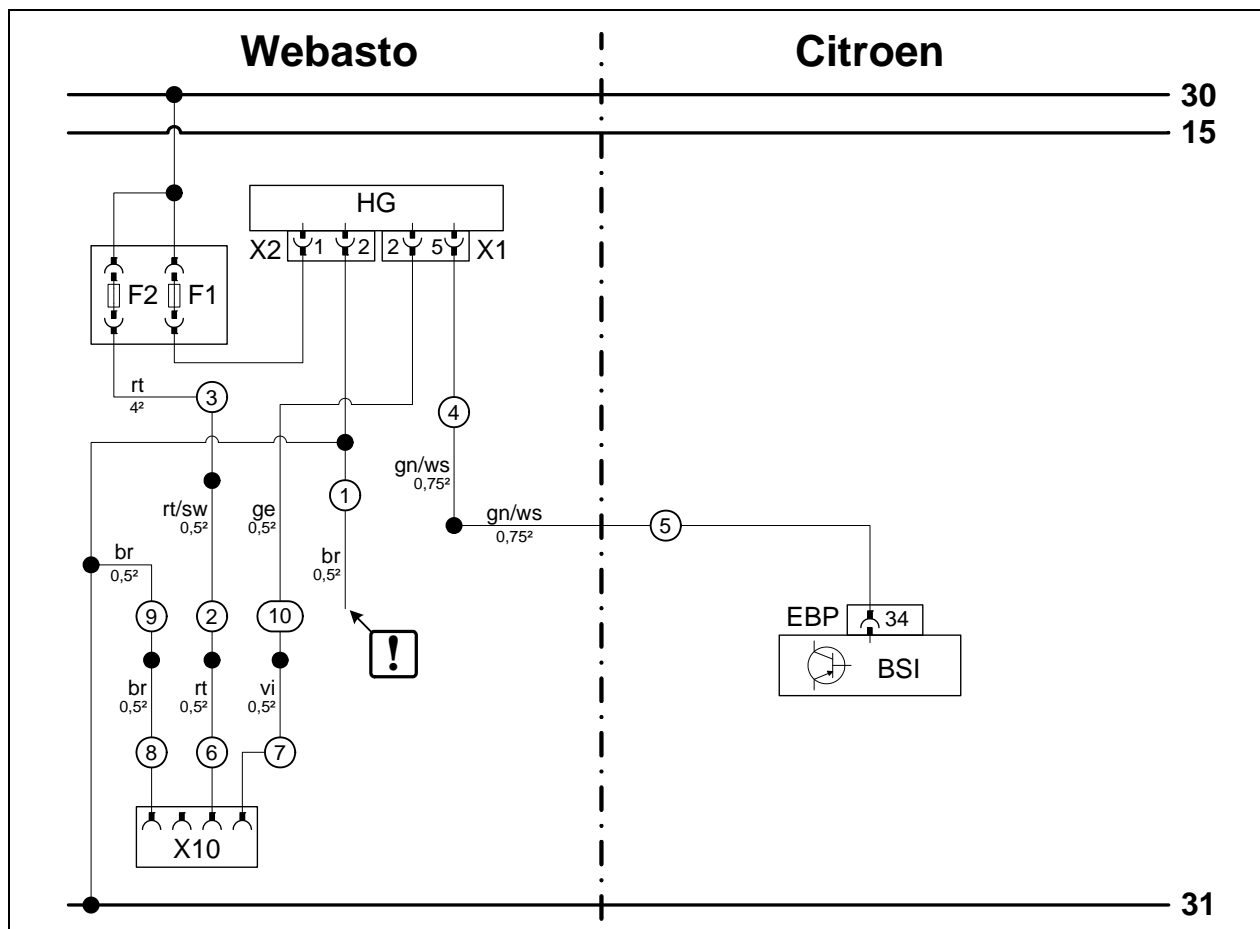 Webasto Citroen
30
15
HG
X2 1 2 2 5 X1
F2 F1
rt
4²
3
4
gn/ws
0,75²
1
rt/sw
0,5²
ge
0,5²
gn/ws
0,75²
5
br
0,5²
br
0,5²
9 2 10
EBP 34
!
BSI
br
0,5²
rt
0,5²
vi
0,5²
8 6 7
X10
31